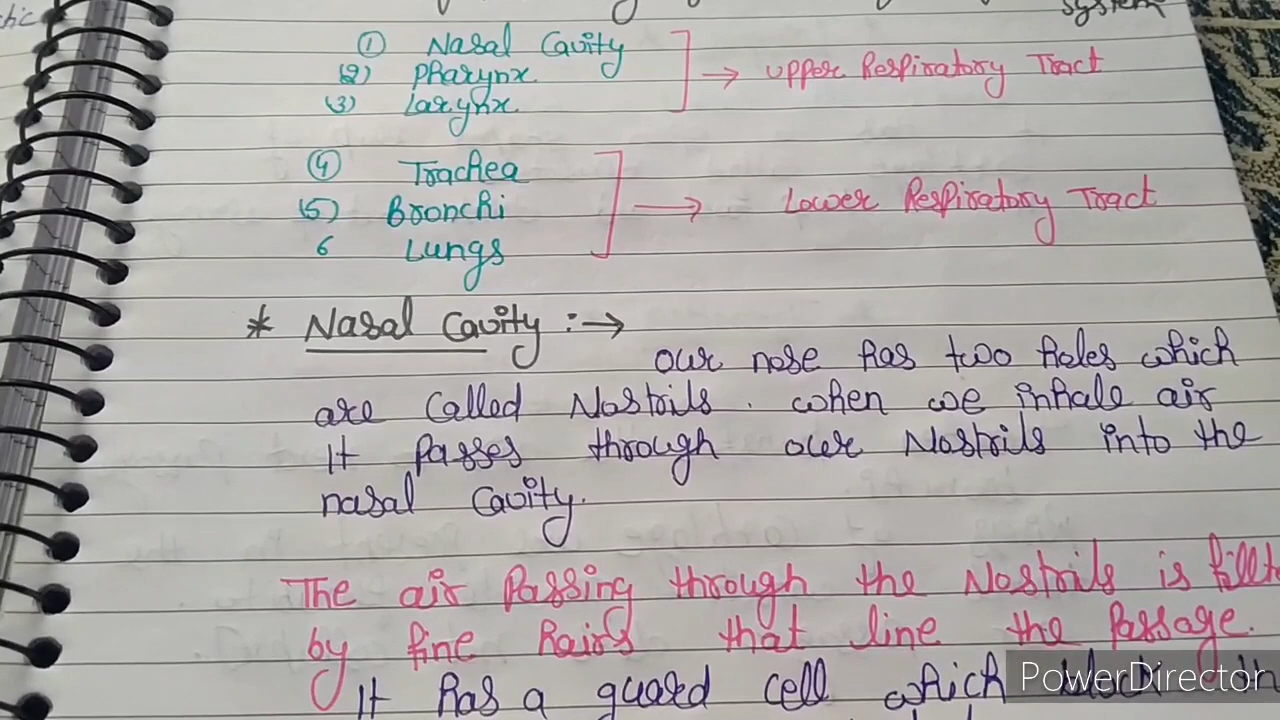 system
① Nasal Cavity
(2) Pharynx
(3) Larynx
→ Upper Respiratory Tract
④ Trachea
(5) Bronchi
6 Lungs
→ Lower Respiratory Tract
* Nasal Cavity :→
our nose has two holes which
are called Nostrils. when we inhale air
It passes through our Nostrils into the
nasal cavity.
The air passing through the Nostrils is
by fine hairs that line the passage.
It has a guard cell which
PowerDirector